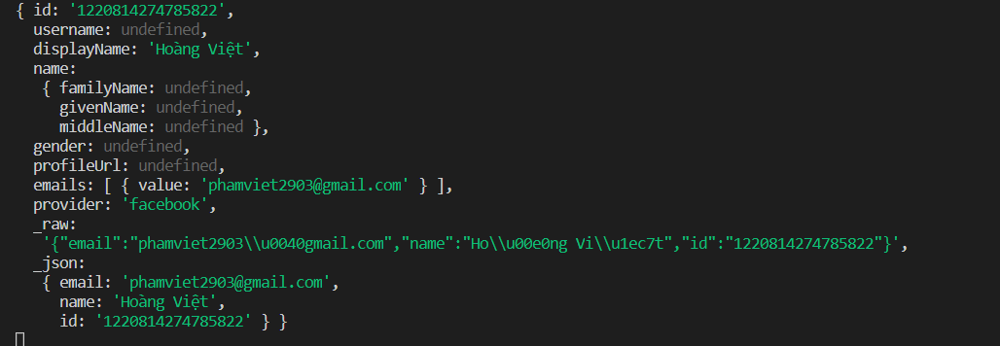 { id: '1220814274785822',
username: undefined,
displayName: 'Hoàng Việt',
name:
{ familyName: undefined,
givenName: undefined,
middleName: undefined },
gender: undefined,
profileUrl: undefined,
emails: [ { value: 'phamviet2903@gmail.com' } ],
provider: 'facebook',
_raw:
'{"email":"phamviet2903\\u0040gmail.com","name":"Ho\\u00e0ng Vi\\u1ec7t","id":"1220814274785822"}',
_json:
{ email: 'phamviet2903@gmail.com',
name: 'Hoàng Việt',
id: '1220814274785822' } }